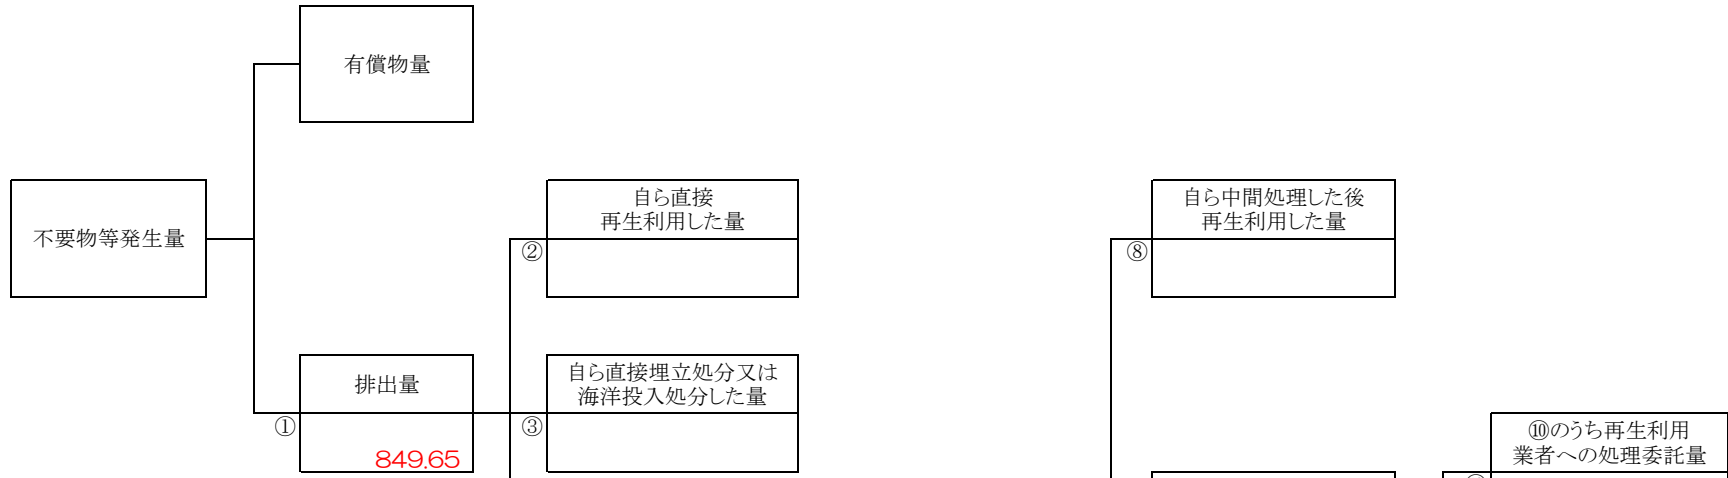 有償物量
不要物等発生量
自ら直接
再生利用した量
②
自ら中間処理した後
再生利用した量
⑧
排出量
①
849.65
自ら直接埋立処分又は
海洋投入処分した量
③
⑩のうち再生利用
業者への処理委託量